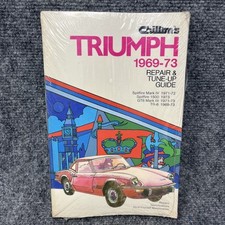 Chilton's
TRIUMPH
1969-73
REPAIR &
TUNE-UP
GUIDE
Spitfire Mark IV 1971-72
Spitfire 1500 1973
GT6 Mark III 1971-73
TR-6 1969-73